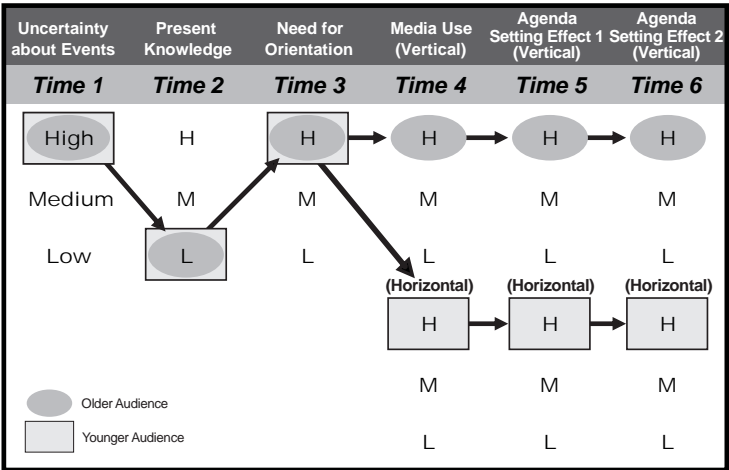 Uncertainty about Events
Present Knowledge
Need for Orientation
Media Use (Vertical)
Agenda Setting Effect 1 (Vertical)
Agenda Setting Effect 2 (Vertical)
Time 1 Time 2 Time 3 Time 4 Time 5 Time 6
High H H H H H
Medium M M M M M
Low L L L L L
(Horizontal) (Horizontal) (Horizontal)
H H H
M M M
Older Audience
Younger Audience
L L L